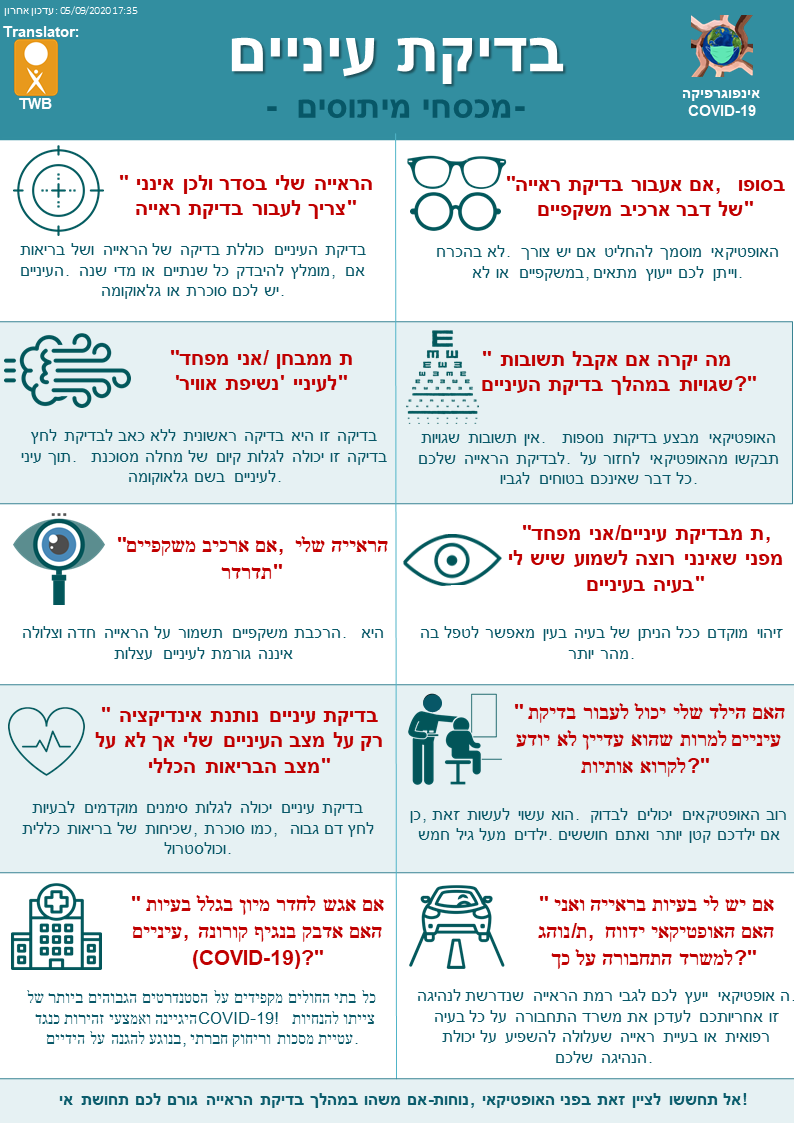 עדכון אחרון : 05/09/2020 17:35
Translator:
TWB
בדיקת עיניים
- מכסחי מיתוסים -
אינפוגרפיקה
COVID-19
"בסופו ,אם אעבור בדיקת ראייה
של דבר ארכיב משקפיים"
האופטיקאי מוסמך להחליט אם יש צורך .לא בהכרח
וייתן לכם ייעוץ מתאים,במשקפיים או לא.
הראייה שלי בסדר ולכן אינני "
צריך לעבור בדיקת ראייה"
בדיקת העיניים כוללת בדיקה של הראייה ושל בריאות
אם ,מומלץ להיבדק כל שנתיים או מדי שנה .העיניים
יש לכם סוכרת או גלאוקומה.
מה יקרה אם אקבל תשובות "
שגויות במהלך בדיקת העיניים?"
האופטיקאי מבצע בדיקות נוספות .אין תשובות שגויות
תבקשו מהאופטיקאי לחזור על .לבדיקת הראייה שלכם
כל דבר שאינכם בטוחים לגביו.
ת ממבחן /אני מפחד"
לעיניי 'נשיפת אוויר'"
בדיקה זו היא בדיקה ראשונית ללא כאב לבדיקת לחץ
בדיקה זו יכולה לגלות קיום של מחלה מסוכנת .תוך עיני
לעיניים בשם גלאוקומה.
,ת מבדיקת עיניים/אני מפחד"
מפני שאינני רוצה לשמוע שיש לי
בעיה בעיניים"
זיהוי מוקדם ככל הניתן של בעיה בעין מאפשר לטפל בה
מהר יותר.
הראייה שלי ,אם ארכיב משקפיים"
תדרדר"
היא .הרכבת משקפיים תשמור על הראייה חדה וצלולה
איננה גורמת לעיניים עצלות
האם הילד שלי יכול לעבור בדיקת "
עיניים למרות שהוא עדיין לא יודע
לקרוא אותיות?"
רוב האופטיקאים יכולים לבדוק .הוא עשוי לעשות זאת ,כן
אם ילדכם קטן יותר ואתם חוששים .ילדים מעל גיל חמש
בדיקת עיניים נותנת אינדיקציה "
רק על מצב העיניים שלי אך לא על
מצב הבריאות הכללי"
בדיקת עיניים יכולה לגלות סימנים מוקדמים לבעיות
לחץ דם גבוה ,כמו סוכרת,שכיחות של בריאות כללית
וכולסטרול.
אם יש לי בעיות בראייה ואני "
האם האופטיקאי ידווח ,ת/נוהג
למשרד התחבורה על כך?"
ה אופטיקאי ייעץ לכם לגבי רמת הראייה שנדרשת לנהיגה.
זו אחריותכם לעדכן את משרד התחבורה על כל בעיה
רפואית או בעיית ראייה שעלולה להשפיע על יכולת
הנהיגה שלכם.
אם אגש לחדר מיון בגלל בעיות "
האם אדבק בנגיף קורונה ,עיניים
(COVID-19)?"
כל בתי החולים מקפידים על הסטנדרטים הגבוהים ביותר של
צייתו להנחיות !COVID-19היגיינה ואמצעי זהירות כנגד
עטיית מסכות וריחוק חברתי,בנוגע להגנה על הידיים.
אל תחששו לציין זאת בפני האופטיקאי ,נוחות-אם משהו במהלך בדיקת הראייה גורם לכם תחושת אי!